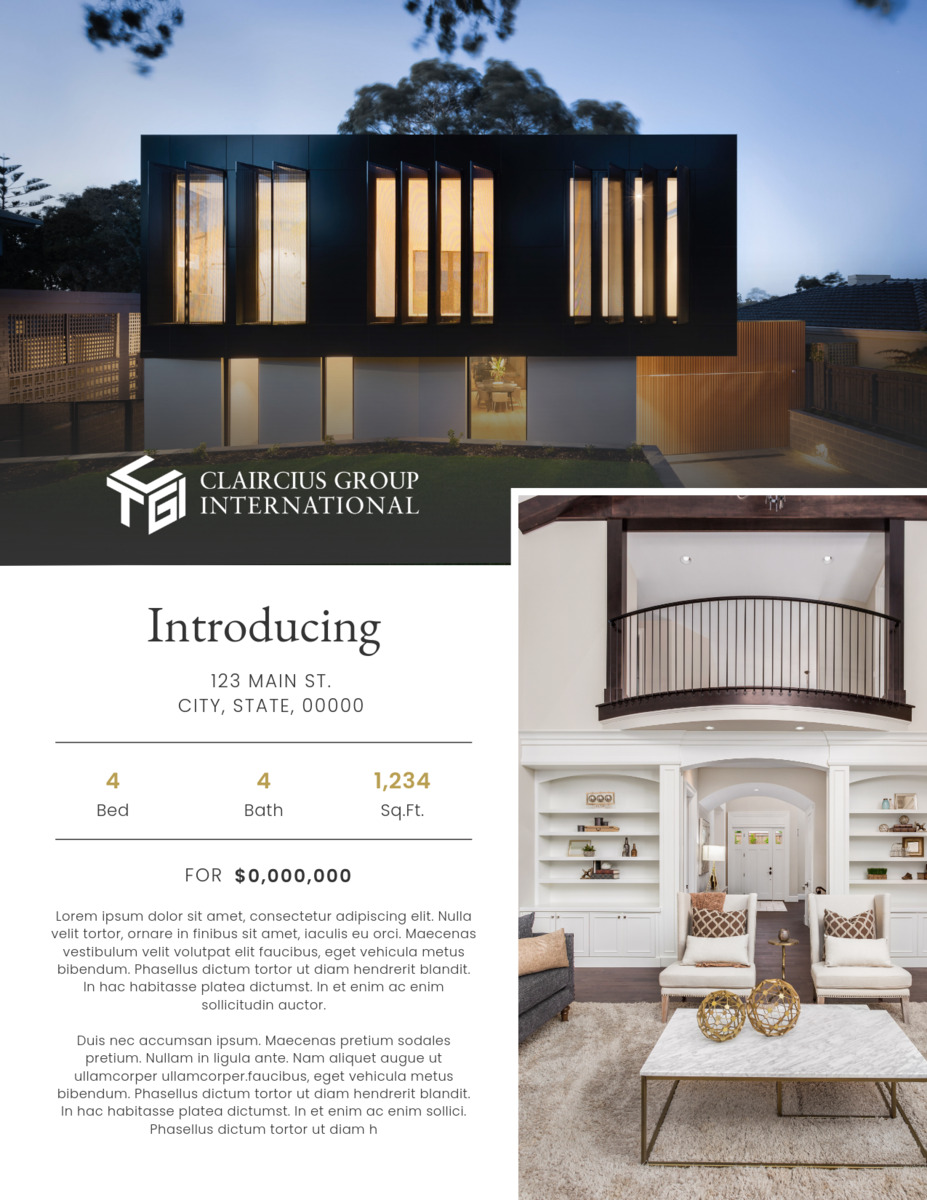 CLAIRCIUS GROUP
INTERNATIONAL
Introducing
123 MAIN ST.
CITY, STATE, 00000
4 4 1,234
Bed Bath Sq.Ft.
FOR $0,000,000
Lorem ipsum dolor sit amet, consectetur adipiscing elit. Nulla
velit tortor, ornare in finibus sit amet, iaculis eu orci. Maecenas
vestibulum velit volutpat elit faucibus, eget vehicula metus
bibendum. Phasellus dictum tortor ut diam hendrerit blandit.
In hac habitasse platea dictumst. In et enim ac enim
sollicitudin auctor.
Duis nec accumsan ipsum. Maecenas pretium sodales
pretium. Nullam in ligula ante. Nam aliquet augue ut
ullamcorper ullamcorper.faucibus, eget vehicula metus
bibendum. Phasellus dictum tortor ut diam hendrerit blandit.
In hac habitasse platea dictumst. In et enim ac enim sollici.
Phasellus dictum tortor ut diam h